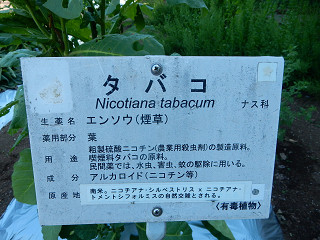 タバコ
Nicotiana tabacum ナス科
生薬名 エンソウ(煙草)
薬用部分 葉
粗製硫酸ニコチン(農業用殺虫剤)の製造原料。
用途 喫煙料タバコの原料。
民間薬では、水虫、害虫、蚊の駆除に用いる。
成分 アルカロイド(ニコチン等)
原産地 南米。ニコチアナ・シルベストリス × ニコチアナ・
トメントシフォルミスの自然交雑とされる。
〈有毒植物〉